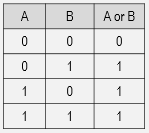 A B A or B
0 0 0
0 1 1
1 0 1
1 1 1